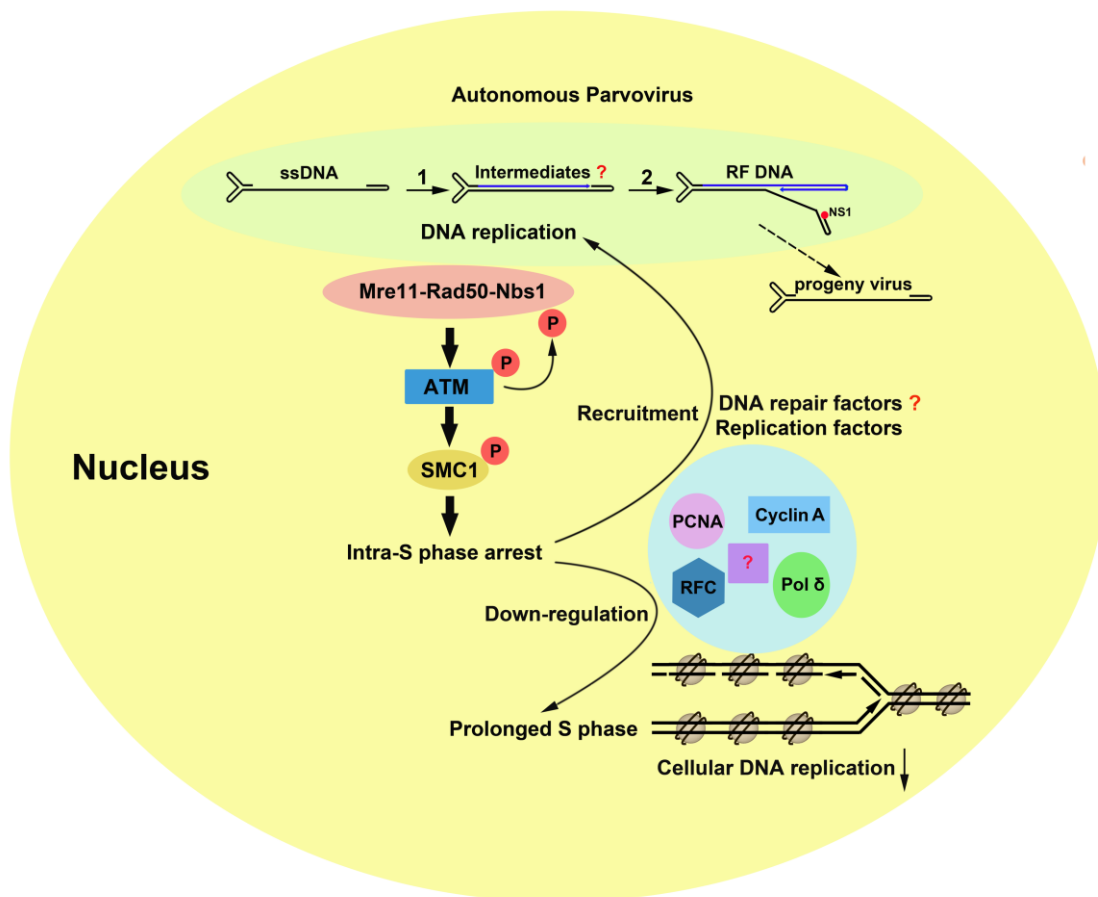 Autonomous Parvovirus
ssDNA
1
Intermediates ?
2
RF DNA
NS1
DNA replication
progeny virus
Mre11-Rad50-Nbs1
P
P
ATM
Recruitment
DNA repair factors ?
Replication factors
Nucleus
P
SMC1
PCNA
Cyclin A
Intra-S phase arrest
?
RFC
Pol δ
Down-regulation
Prolonged S phase
Cellular DNA replication